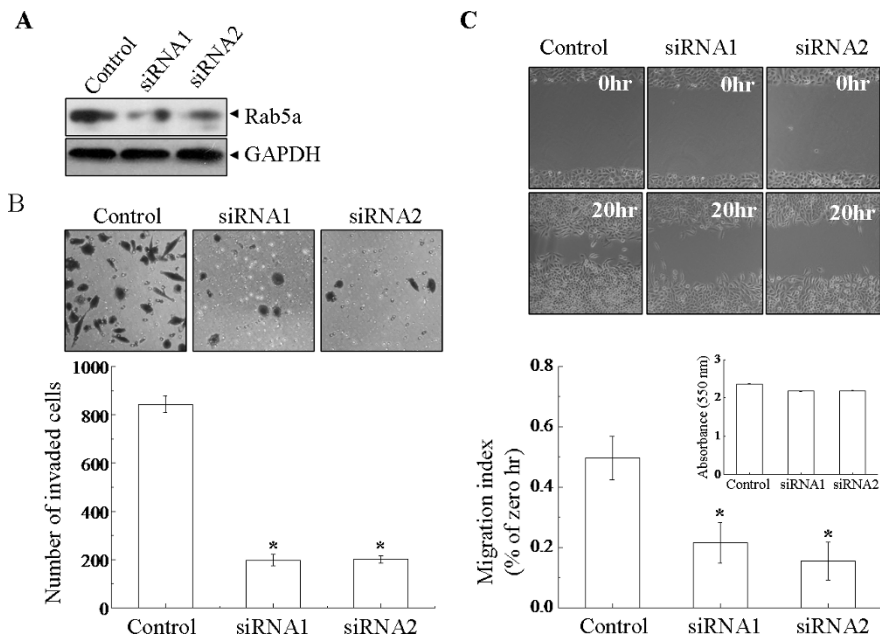 A
Control
siRNA1
siRNA2
Rab5a
GAPDH
B
Control siRNA1 siRNA2
1000
800
600
400
200
0
Number of invaded cells
* *
Control siRNA1 siRNA2
C
Control siRNA1 siRNA2
0hr 0hr 0hr
20hr 20hr 20hr
0.8
0.6
0.4
0.2
0.0
Migration index
(% of zero hr)
* *
Control siRNA1 siRNA2
3
2
1
0
Absorbance (550 nm)
Control siRNA1 siRNA2